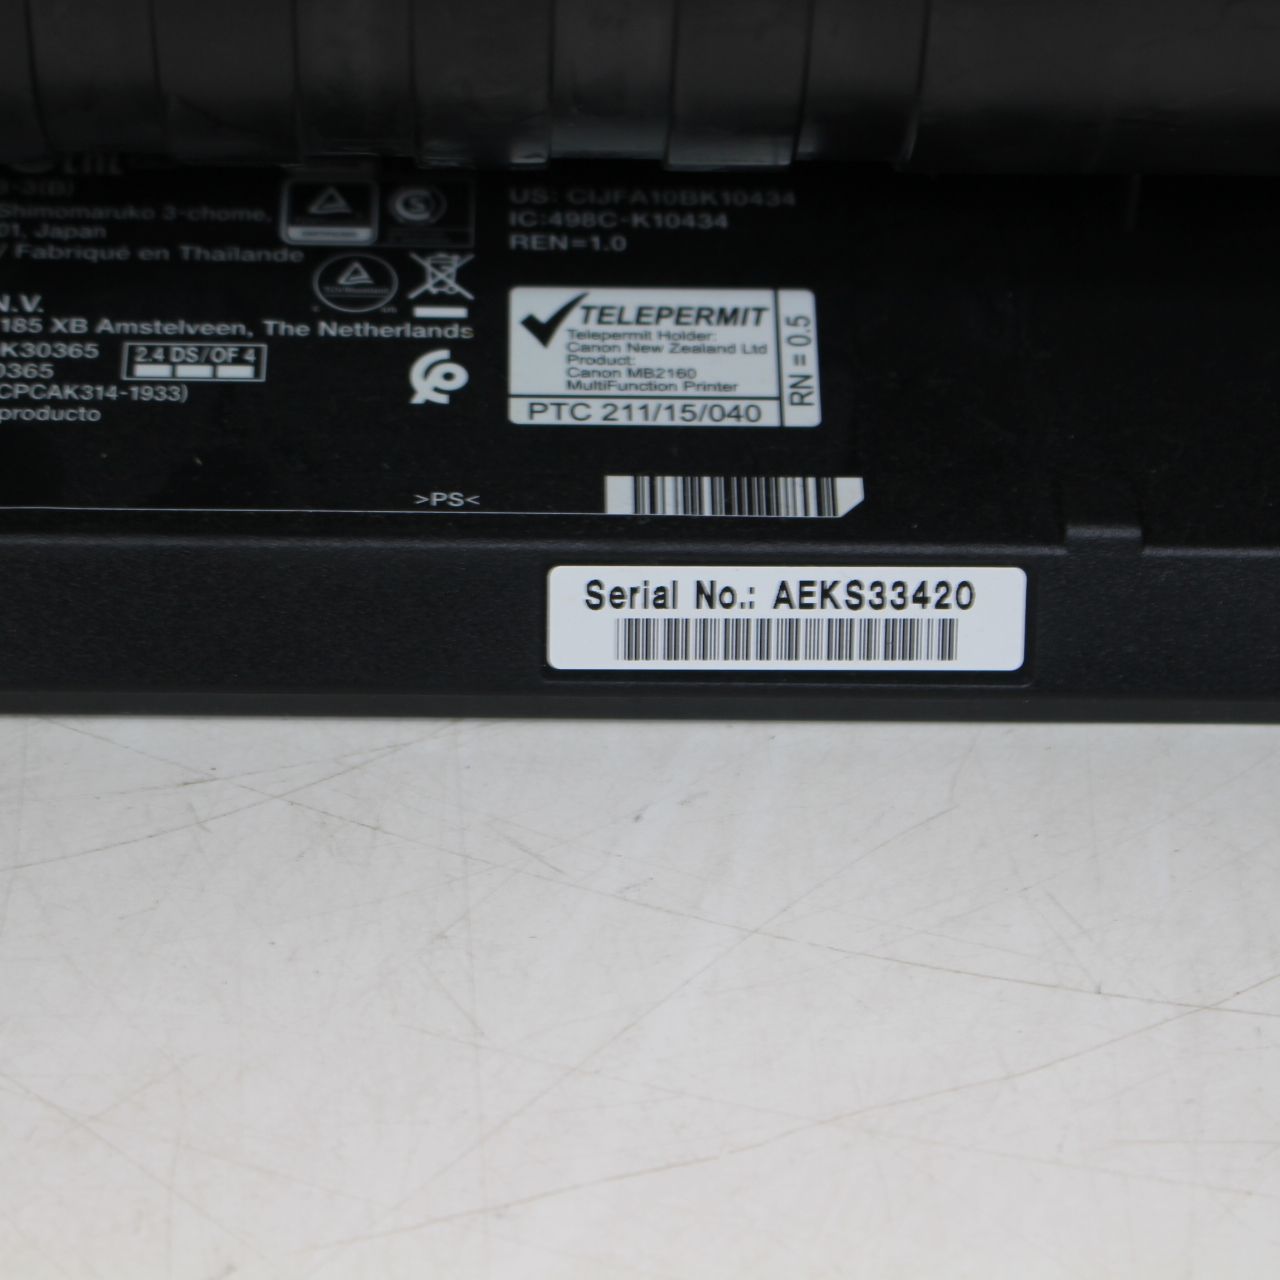 -3(B)
Shimomaruko 3-chome,
01, Japan
/ Fabriqué en Thaïlande
N.V.
185 XB Amstelveen, The Netherlands
K30365
2.4 DS/OF 4
0365
CPCAK314-1933)
producto
>PS<
US: CIJFA10BK10434
IC:498C-K10434
REN=1.0
TELEPERMIT
Telepermit Holder:
Canon New Zealand Ltd
Product:
Canon MB2160
MultiFunction Printer
PTC 211/15/040
RN = 0.5
Serial No.: AEKS33420